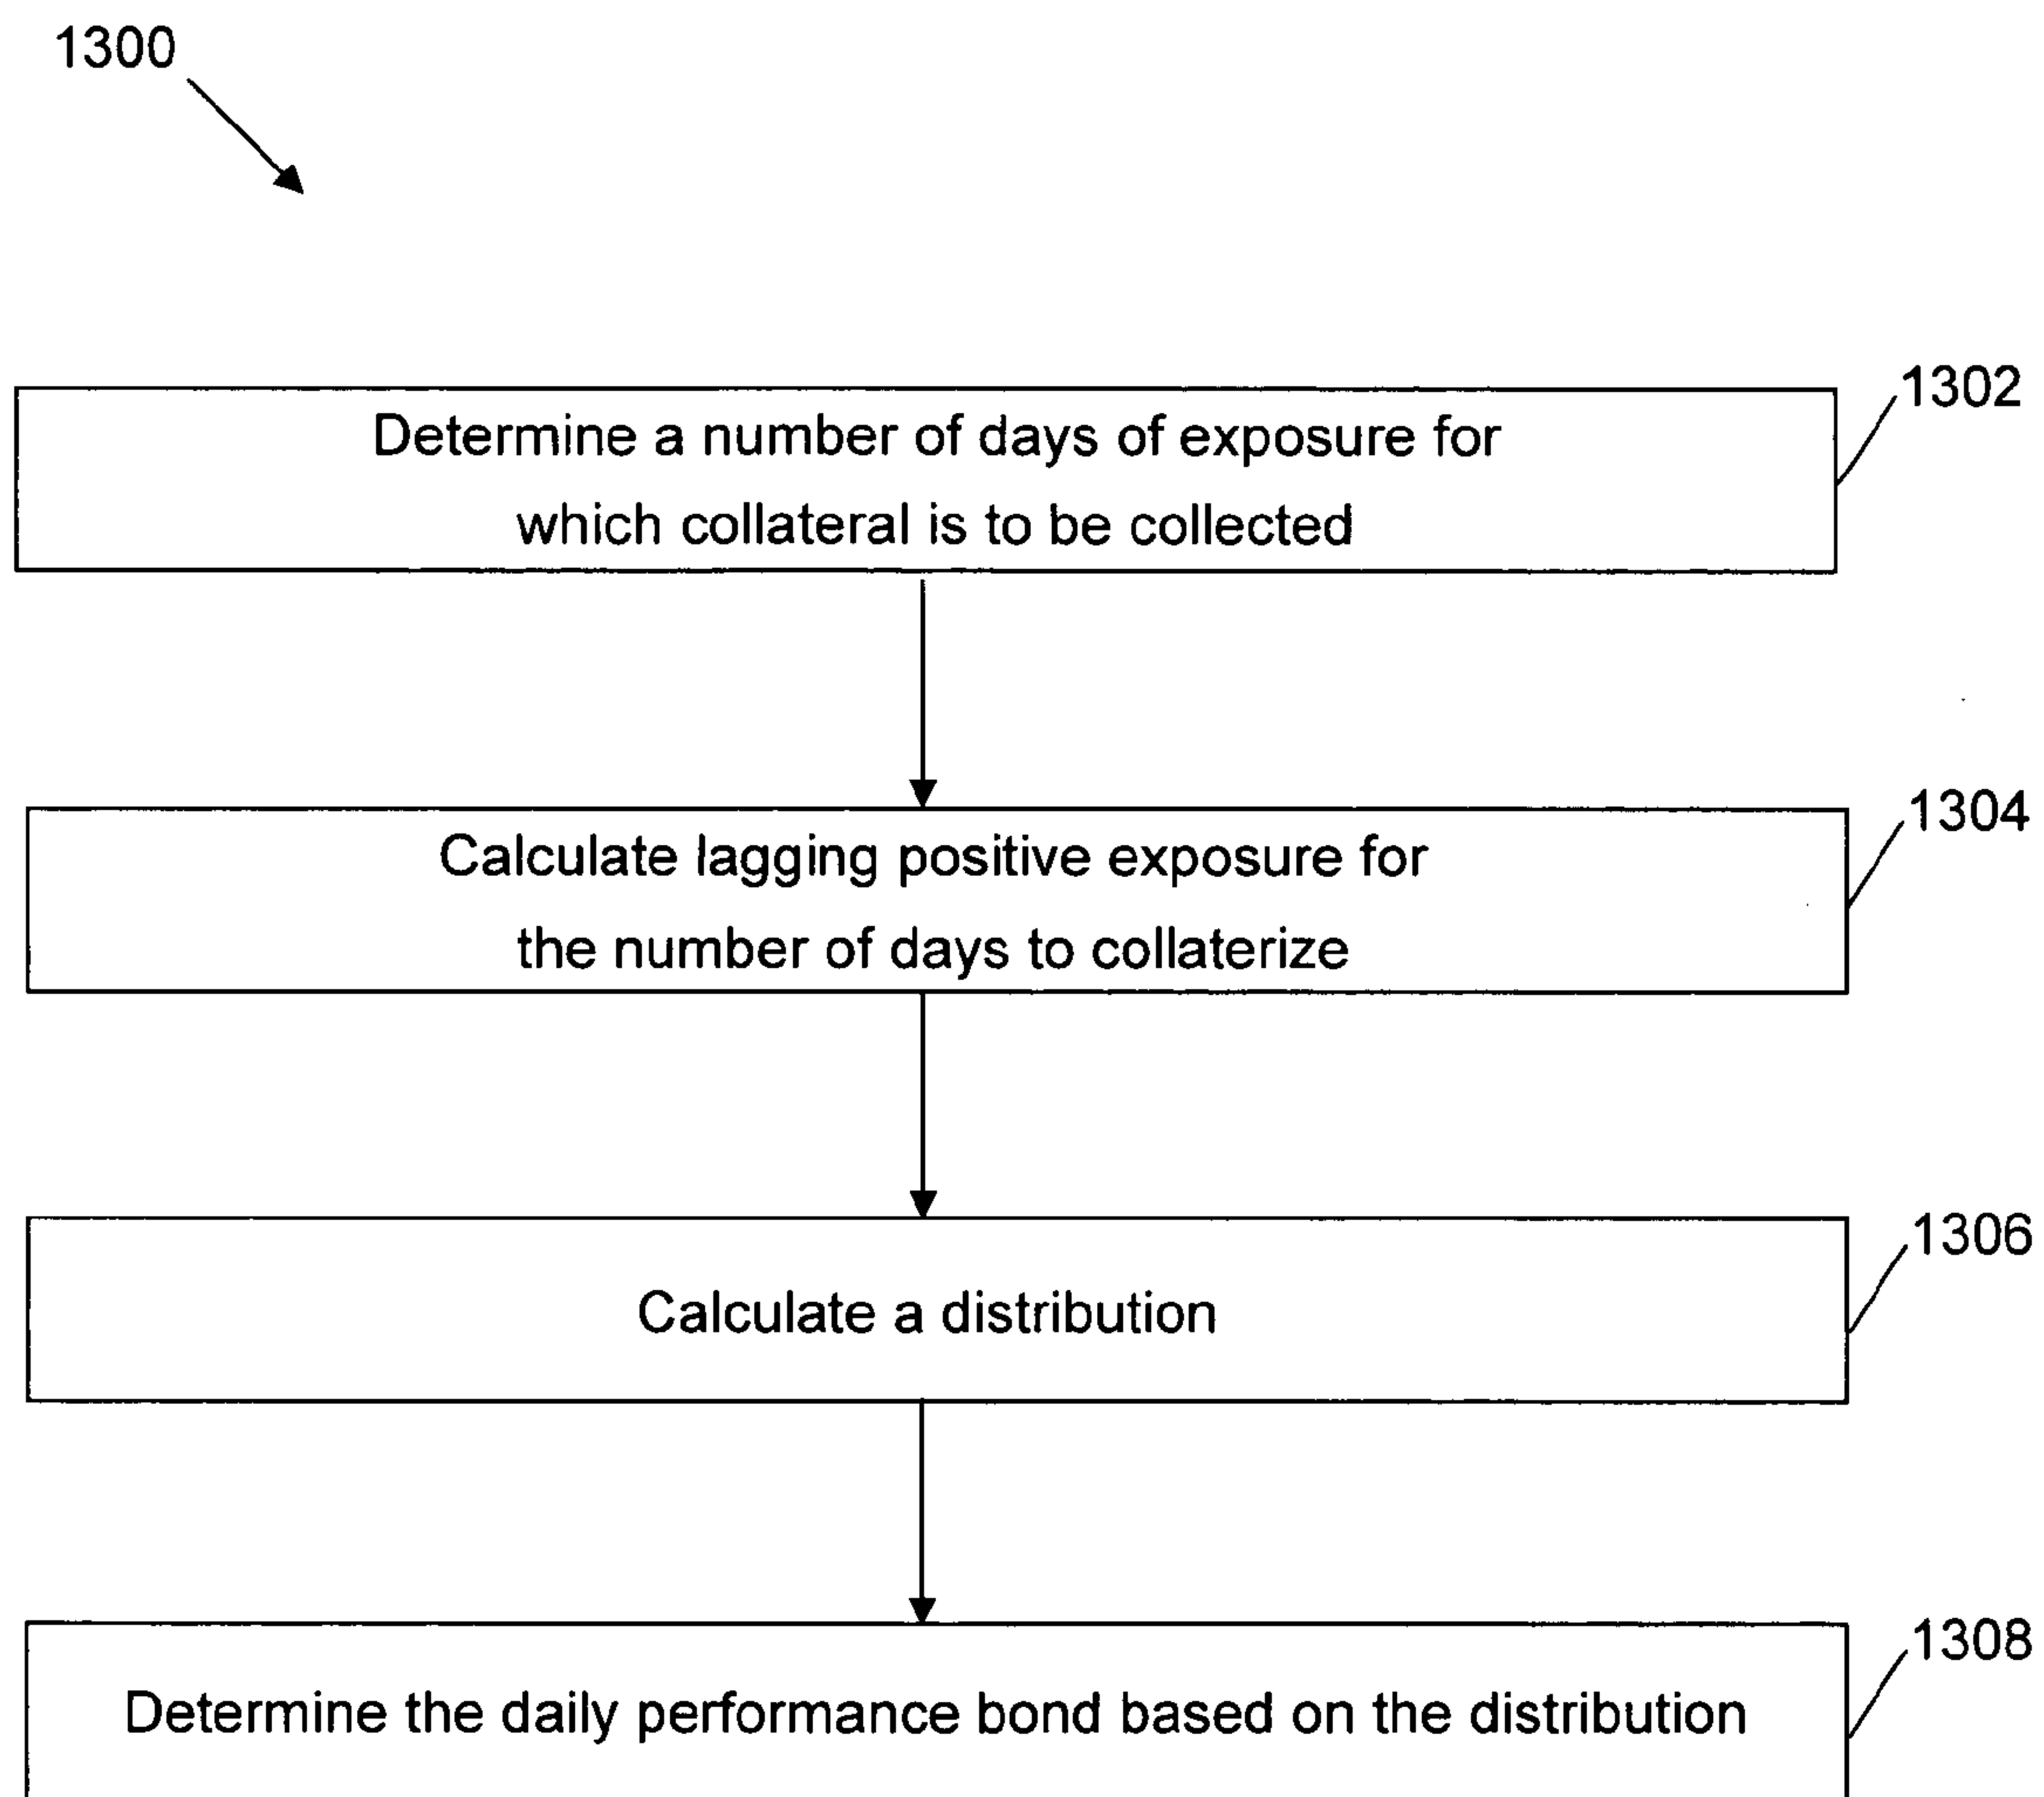 1300
1302
Determine a number of days of exposure for
which collateral is to be collected
1304
Calculate lagging positive exposure for
the number of days to collaterize
1306
Calculate a distribution
1308
Determine the daily performance bond based on the distribution